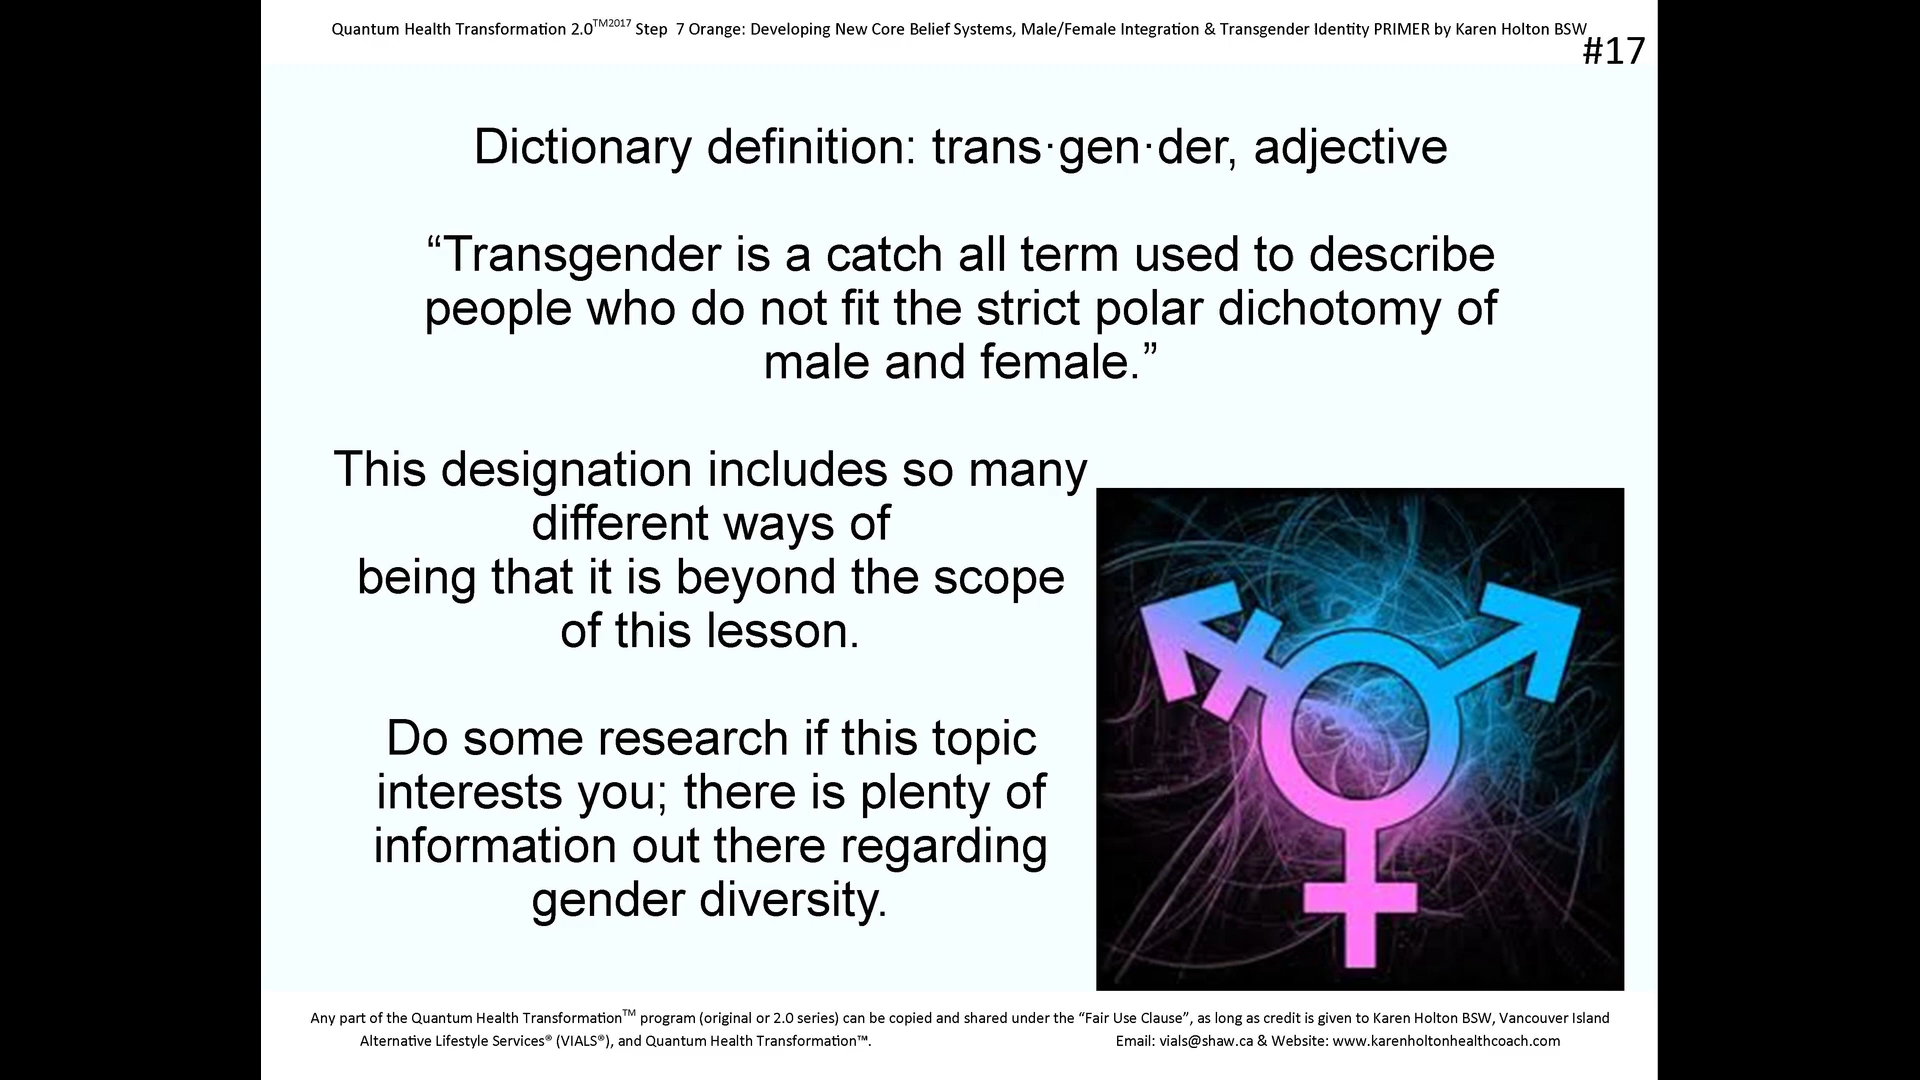 Quantum Health Transformation 2.0TM2017 Step  7 Orange: Developing New Core Belief Systems, Male/Female Integration & Transgender Identity PRIMER by Karen Holton BSW
#17
Dictionary definition: trans·gen·der, adjective
“Transgender is a catch all term used to describe
people who do not fit the strict polar dichotomy of
male and female.”
This designation includes so many
different ways of
being that it is beyond the scope
of this lesson.
Do some research if this topic
interests you; there is plenty of
information out there regarding
gender diversity.
Any part of the Quantum Health Transformation™ program (original or 2.0 series) can be copied and shared under the “Fair Use Clause”, as long as credit is given to Karen Holton BSW, Vancouver Island
Alternative Lifestyle Services® (VIALS®), and Quantum Health Transformation™. Email: vials@shaw.ca & Website: www.karenholtonhealthcoach.com